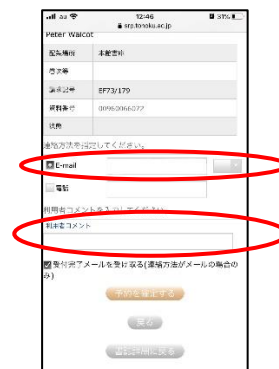 au 12:46 31%
srp.tohoku.ac.jp
Peter Walcot
配架場所 本館書庫
巻次等
請求記号 EF73/179
資料番号 00960066072
状態
連絡方法を指定してください。
E-mail
電話
利用者コメントを入力してください。
利用者コメント
受付完了メールを受け取る(連絡方法がメールの場合の
み)
予約を確定する
戻る
書誌詳細に戻る